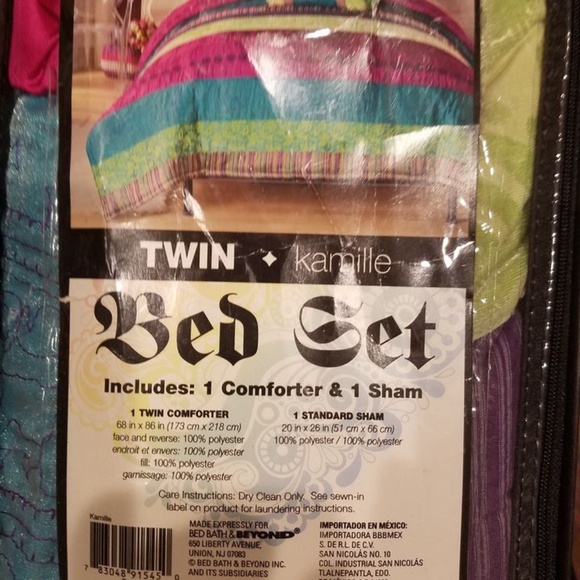 TWIN ✦ kamille
Bed Set
Includes: 1 Comforter & 1 Sham
1 TWIN COMFORTER
68 in x 86 in (173 cm x 218 cm)
face and reverse: 100% polyester
endroit et envers: 100% polyester
fill: 100% polyester
garnissage: 100% polyester
1 STANDARD SHAM
20 in x 26 in (51 cm x 66 cm)
100% polyester / 100% polyester
Care Instructions: Dry Clean Only. See sewn-in
label on product for laundering instructions.
Kamille
7 83048 91545 0
MADE EXPRESSLY FOR
BED BATH & BEYOND®
650 LIBERTY AVENUE,
UNION, NJ 07083
© BED BATH & BEYOND INC.
AND ITS SUBSIDIARIES
IMPORTADOR EN MÉXICO:
IMPORTADORA BBBMEX
S. DE R.L. DE C.V.
SAN NICOLÁS NO. 10
COL. INDUSTRIAL SAN NICOLÁS
TLALNEPANTLA, EDO.